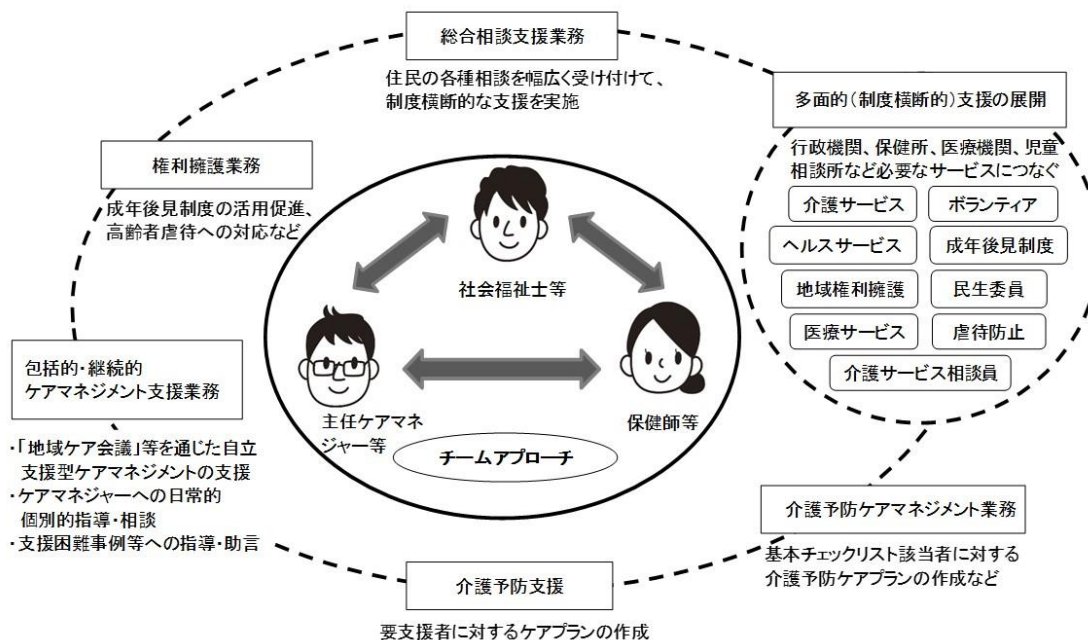 総合相談支援業務
住民の各種相談を幅広く受け付けて、
制度横断的な支援を実施
多面的(制度横断的)支援の展開
行政機関、保健所、医療機関、児童
相談所など必要なサービスにつなぐ
介護サービス
ボランティア
ヘルスサービス
成年後見制度
地域権利擁護
民生委員
医療サービス
虐待防止
介護サービス相談員
権利擁護業務
成年後見制度の活用促進、
高齢者虐待への対応など
社会福祉士等
主任ケアマネ
ジャー等
保健師等
チームアプローチ
包括的・継続的
ケアマネジメント支援業務
・「地域ケア会議」等を通じた自立
支援型ケアマネジメントの支援
・ケアマネジャーへの日常的
個別的指導・相談
・支援困難事例等への指導・助言
介護予防ケアマネジメント業務
基本チェックリスト該当者に対する
介護予防ケアプランの作成など
介護予防支援
要支援者に対するケアプランの作成